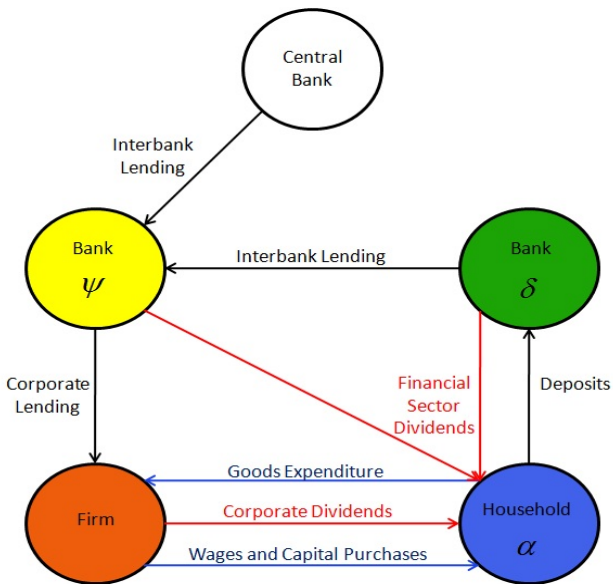 Central
Bank
Interbank
Lending
Bank
ψ
Interbank Lending
Bank
δ
Corporate
Lending
Financial
Sector
Dividends
Deposits
Goods Expenditure
Firm
Corporate Dividends
Household
α
Wages and Capital Purchases